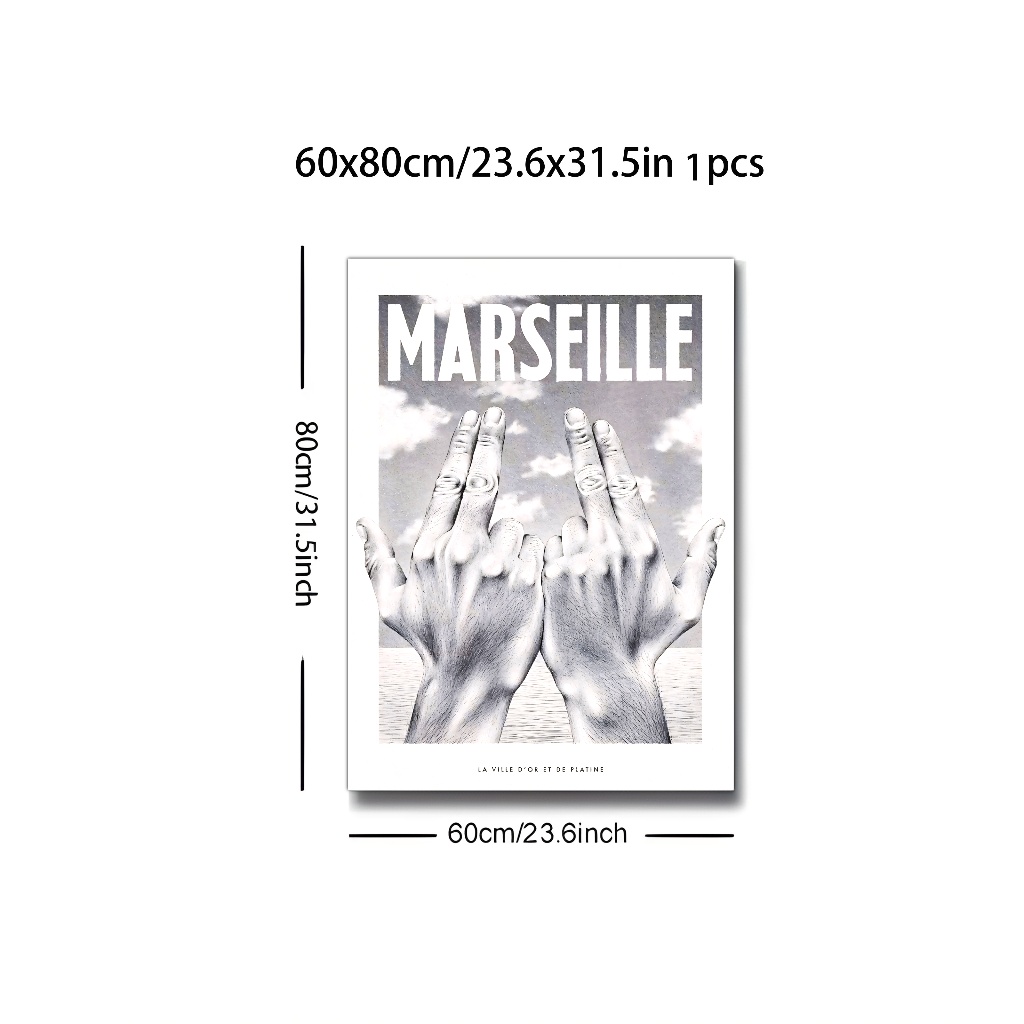 60x80cm/23.6x31.5in 1pcs
MARSEILLE
80cm/31.5inch
LA VILLE D'OR ET DE PLATINE
60cm/23.6inch